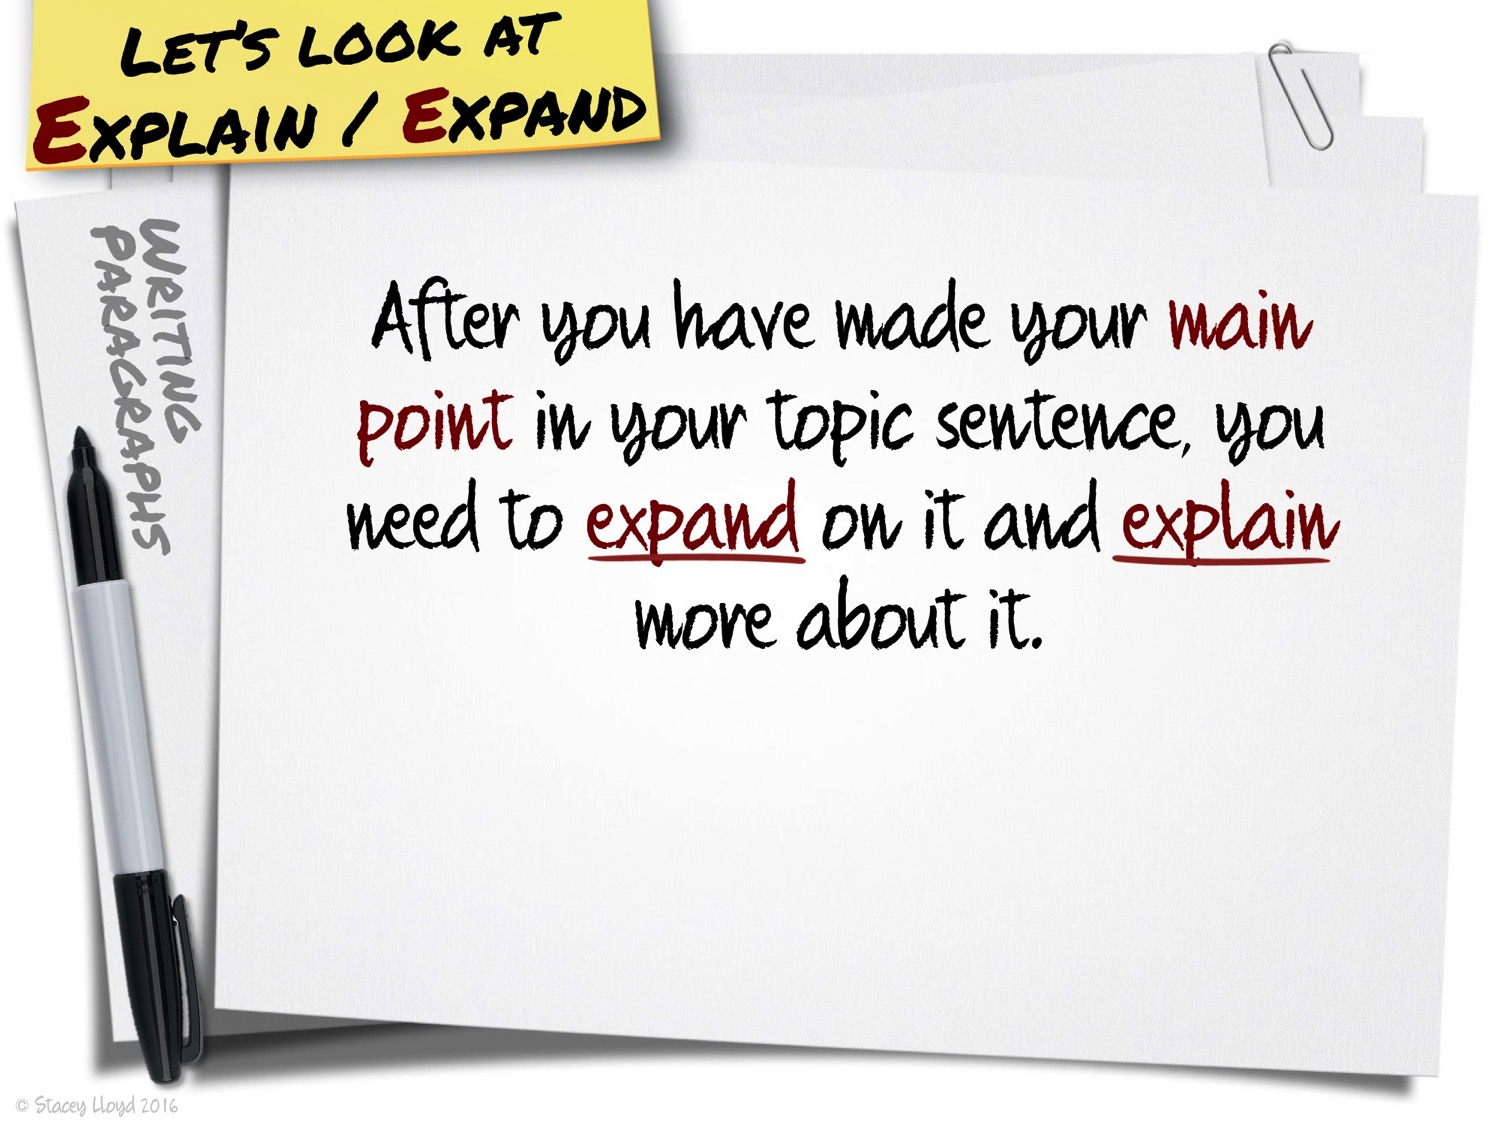 Let's look at
Explain / Expand
Writing
Paragraphs
After you have made your main
point in your topic sentence, you
need to expand on it and explain
more about it.
© Stacey Lloyd 2016